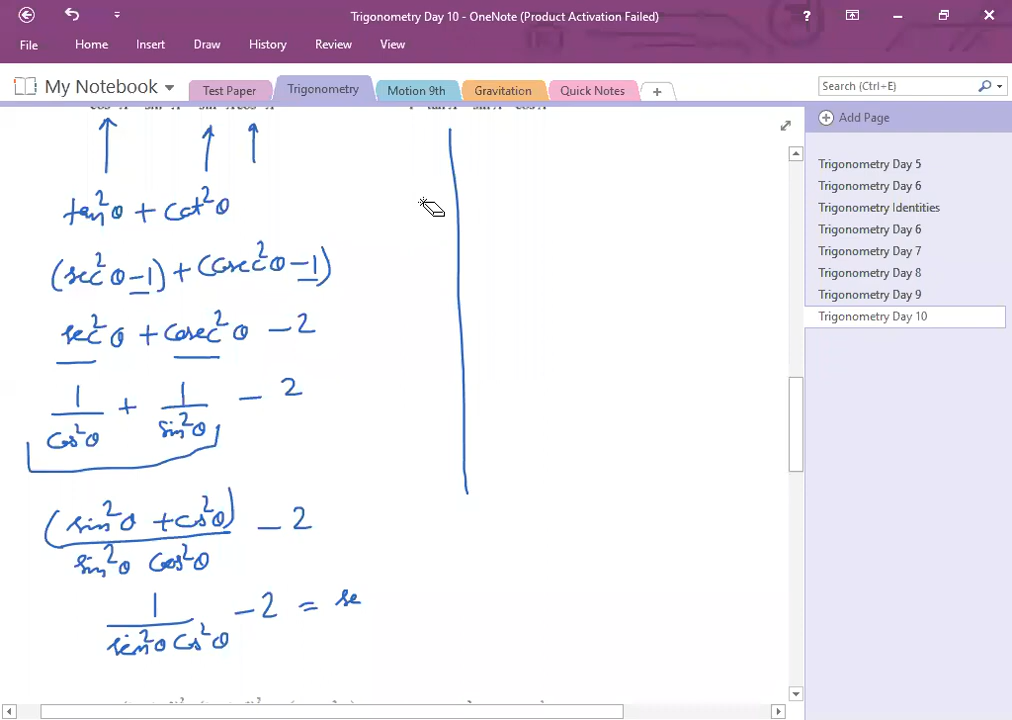 Trigonometry Day 10 - OneNote (Product Activation Failed)
?
File Home Insert Draw History Review View
My Notebook
Test Paper Trigonometry Motion 9th Gravitation Quick Notes +
Search (Ctrl+E)
Add Page
Trigonometry Day 5
Trigonometry Day 6
Trigonometry Identities
Trigonometry Day 6
Trigonometry Day 7
Trigonometry Day 8
Trigonometry Day 9
Trigonometry Day 10
tan²θ + cot²θ
(sec²θ -1) + (cosec²θ -1)
sec²θ + cosec²θ - 2
1/cos²θ + 1/sin²θ - 2
(sin²θ + cos²θ)/sin²θ cos²θ - 2
1/sin²θ cos²θ - 2 = se